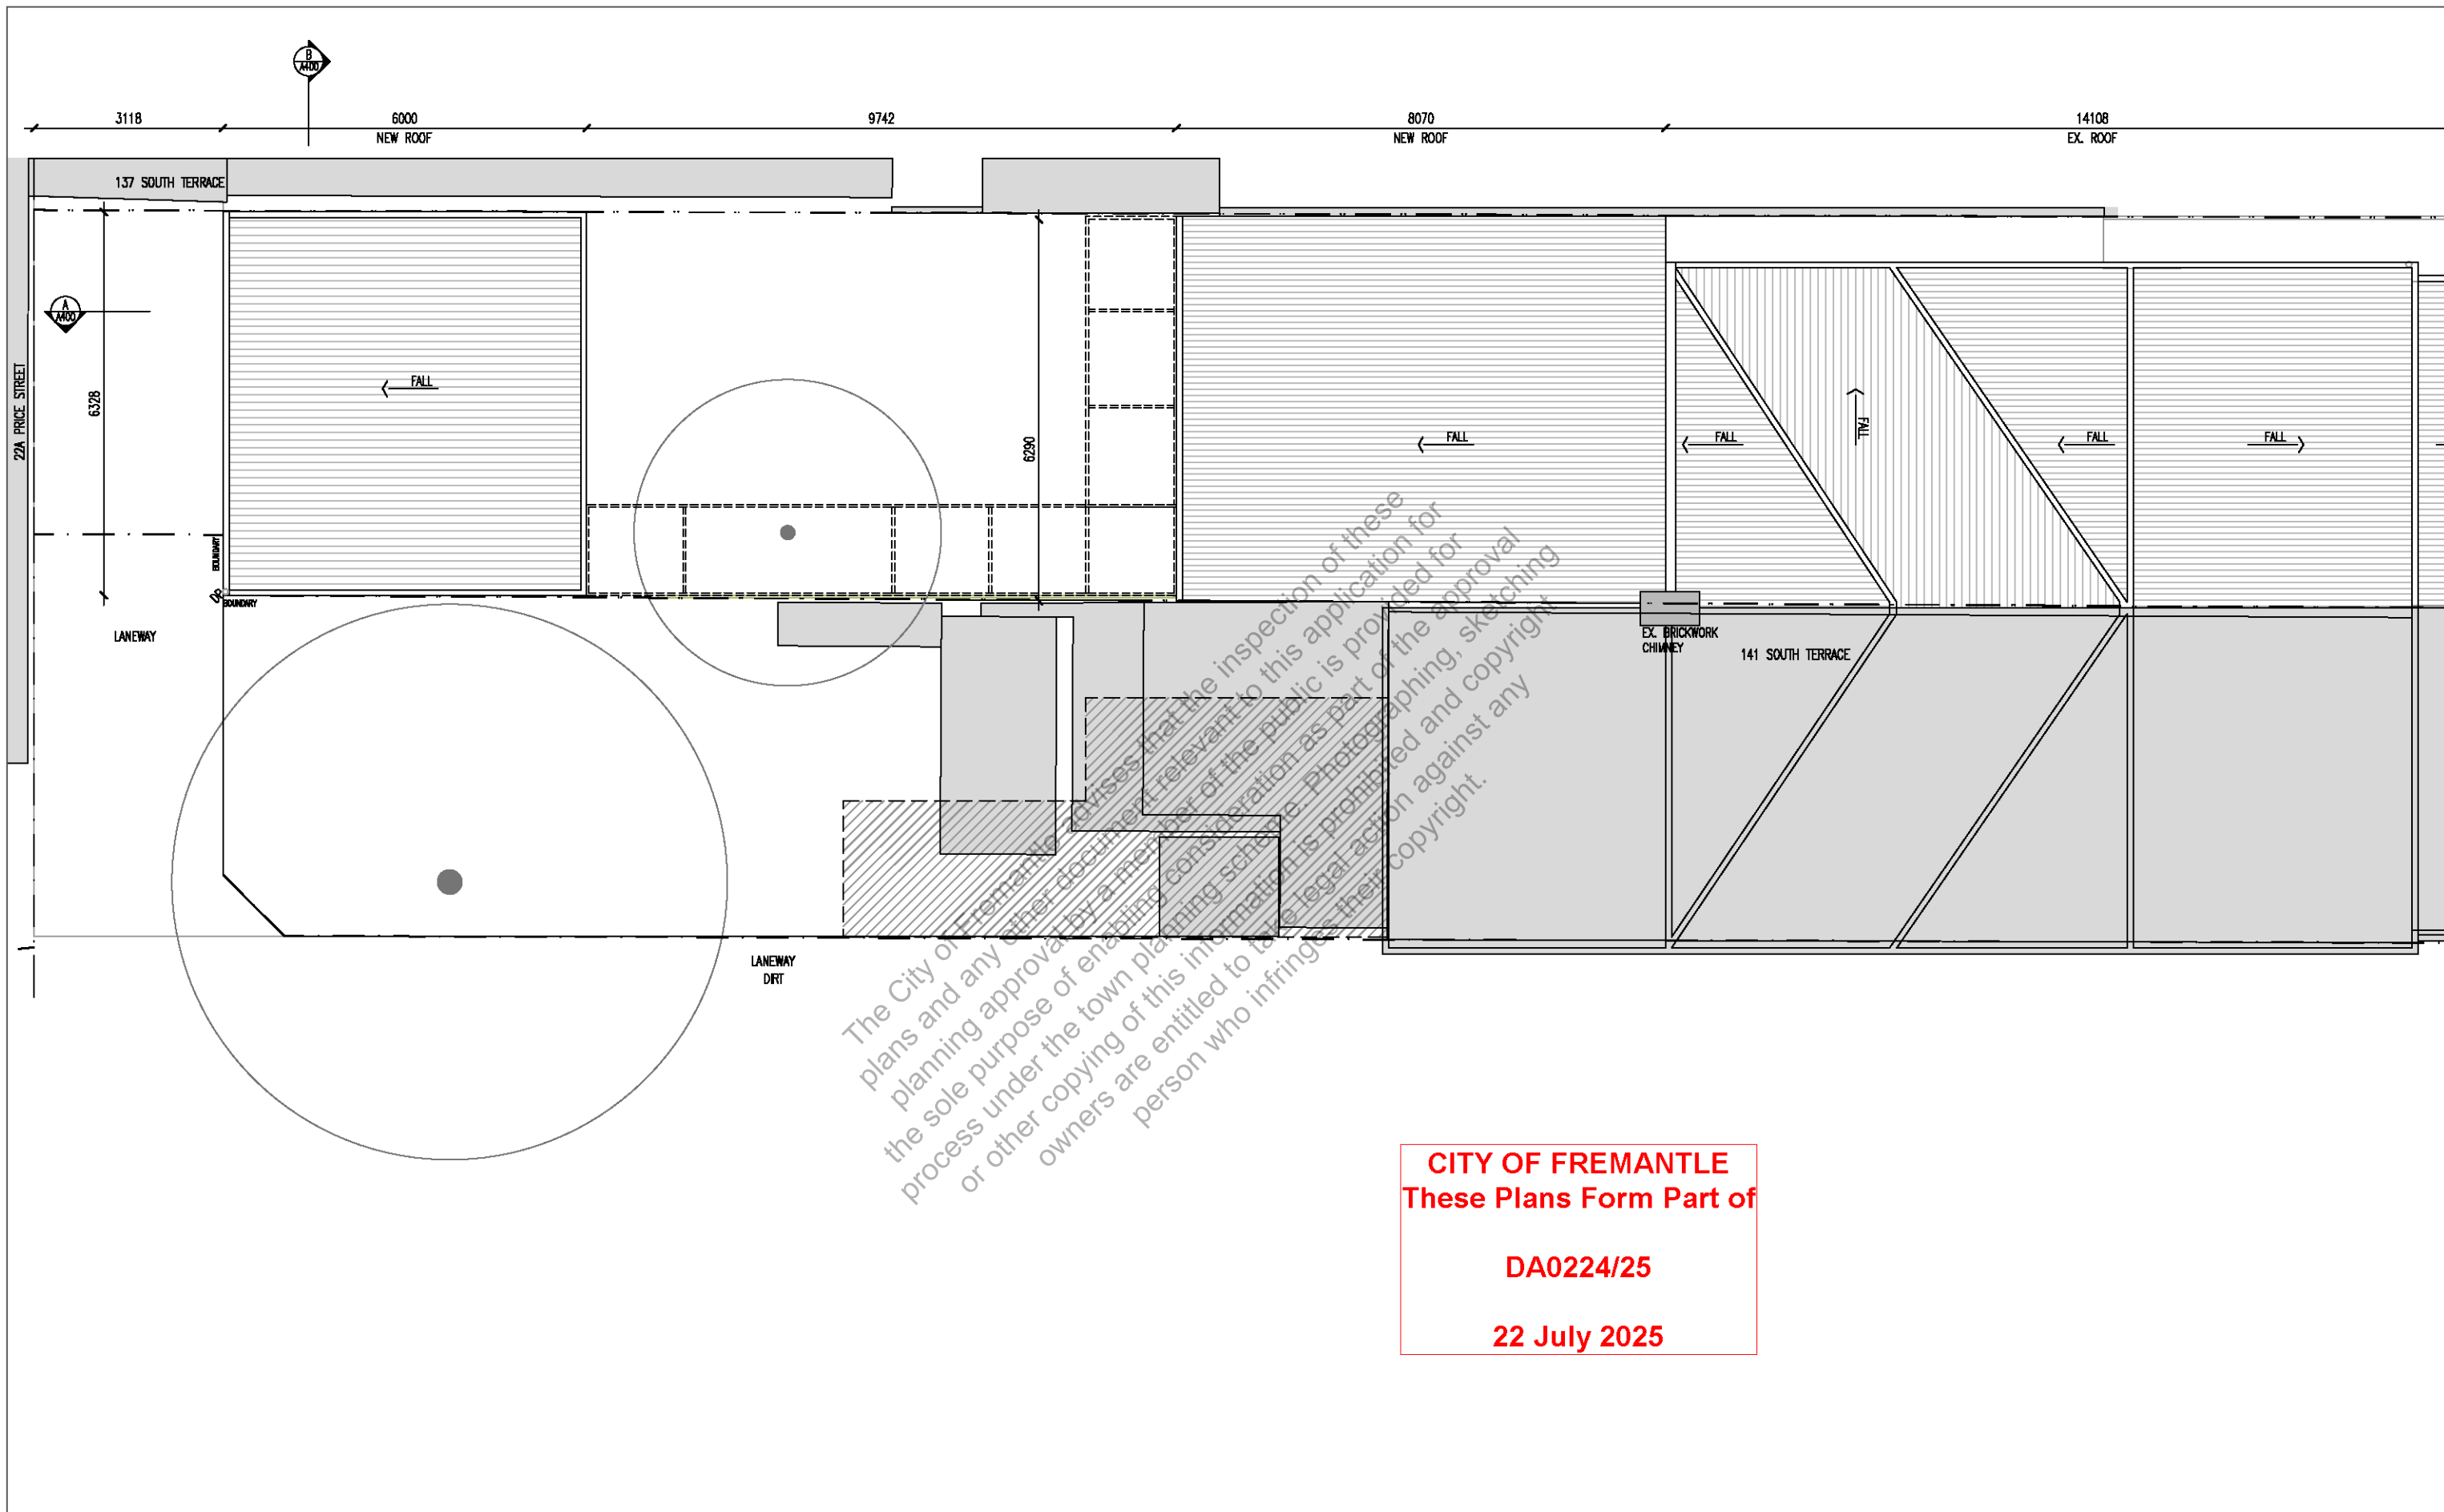 B
A400
3118
6000
9742
8070
14108
NEW ROOF
NEW ROOF
EX. ROOF
137 SOUTH TERRACE
A
A400
22A PRICE STREET
6328
FALL
6290
FALL
FALL
FALL
FALL
FALL
BOUNDARY
DP
BOUNDARY
LANEWAY
EX. BRICKWORK
CHIMNEY
141 SOUTH TERRACE
LANEWAY
DIRT
The City of Fremantle advises that the inspection of these
plans and any other document relevant to this application for
planning approval by a member of the public is provided for
the sole purpose of enabling consideration as part of the approval
process under the town planning scheme. Photographing, sketching
or other copying of this information is prohibited and copyright
owners are entitled to take legal action against any
person who infringes their copyright.
CITY OF FREMANTLE
These Plans Form Part of
DA0224/25
22 July 2025